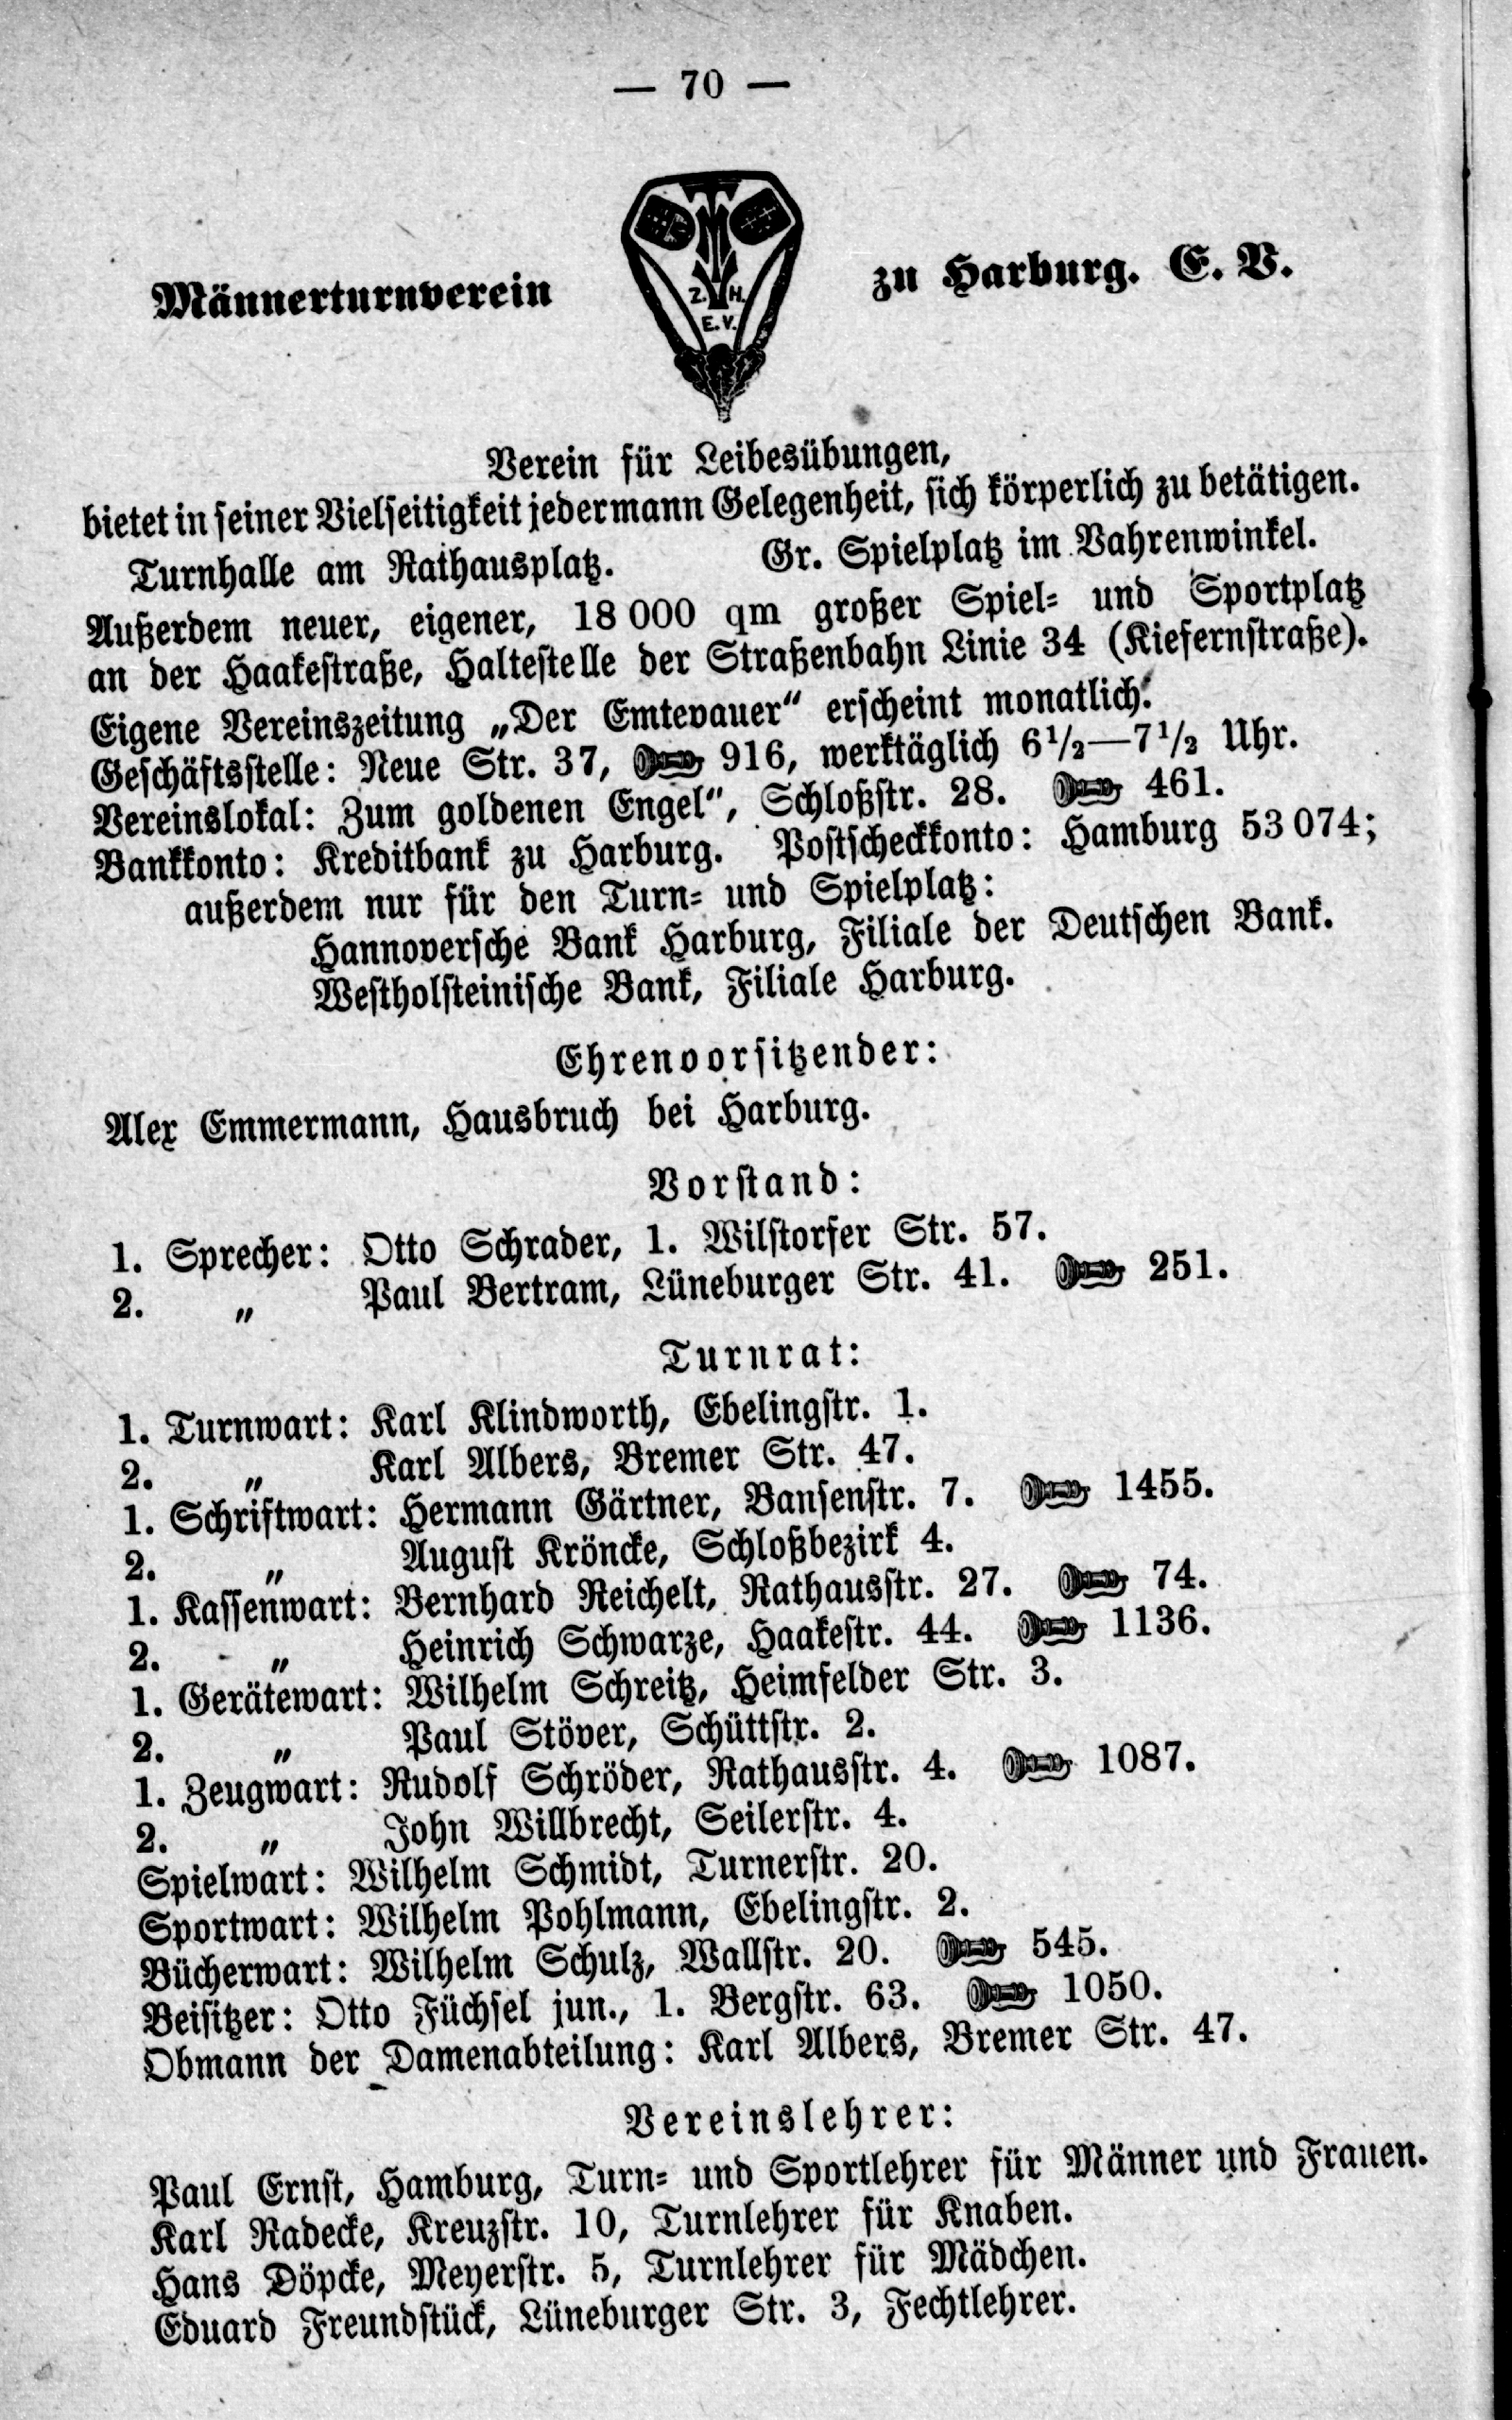 — 70 —
Männerturnverein zu Harburg. E. V.
Z. H.
E. V.
Verein für Leibesübungen,
bietet in seiner Vielseitigkeit jedermann Gelegenheit, sich körperlich zu betätigen.
Turnhalle am Rathausplatz. Gr. Spielplatz im Vahrenwinkel.
Außerdem neuer, eigener, 18 000 qm großer Spiel- und Sportplatz
an der Haakestraße, Haltestelle der Straßenbahn Linie 34 (Kiefernstraße).
Eigene Vereinszeitung „Der Emtevauer“ erscheint monatlich.
Geschäftsstelle: Neue Str. 37, 916, werktäglich 6½—7½ Uhr.
Vereinslokal: Zum goldenen Engel“, Schloßstr. 28. 461.
Bankkonto: Kreditbank zu Harburg. Postscheckkonto: Hamburg 53 074;
außerdem nur für den Turn- und Spielplatz:
Hannoversche Bank Harburg, Filiale der Deutschen Bank.
Westholsteinische Bank, Filiale Harburg.
Ehrenvorsitzender:
Alex Emmermann, Hausbruch bei Harburg.
Vorstand:
1. Sprecher: Otto Schrader, 1. Wilstorfer Str. 57.
2. „ Paul Bertram, Lüneburger Str. 41. 251.
Turnrat:
1. Turnwart: Karl Klindworth, Ebelingstr. 1.
2. „ Karl Albers, Bremer Str. 47.
1. Schriftwart: Hermann Gärtner, Bansenstr. 7. 1455.
2. „ August Kröncke, Schloßbezirk 4.
1. Kassenwart: Bernhard Reichelt, Rathausstr. 27. 74.
2. „ Heinrich Schwarze, Haakestr. 44. 1136.
1. Gerätewart: Wilhelm Schreitz, Heimfelder Str. 3.
2. „ Paul Stöver, Schüttstr. 2.
1. Zeugwart: Rudolf Schröder, Rathausstr. 4. 1087.
2. „ John Willbrecht, Seilerstr. 4.
Spielwart: Wilhelm Schmidt, Turnerstr. 20.
Sportwart: Wilhelm Pohlmann, Ebelingstr. 2.
Bücherwart: Wilhelm Schulz, Wallstr. 20. 545.
Beisitzer: Otto Füchsel jun., 1. Bergstr. 63. 1050.
Obmann der Damenabteilung: Karl Albers, Bremer Str. 47.
Vereinslehrer:
Paul Ernst, Hamburg, Turn- und Sportlehrer für Männer und Frauen.
Karl Radecke, Kreuzstr. 10, Turnlehrer für Knaben.
Hans Döpcke, Meyerstr. 5, Turnlehrer für Mädchen.
Eduard Freundstück, Lüneburger Str. 3, Fechtlehrer.